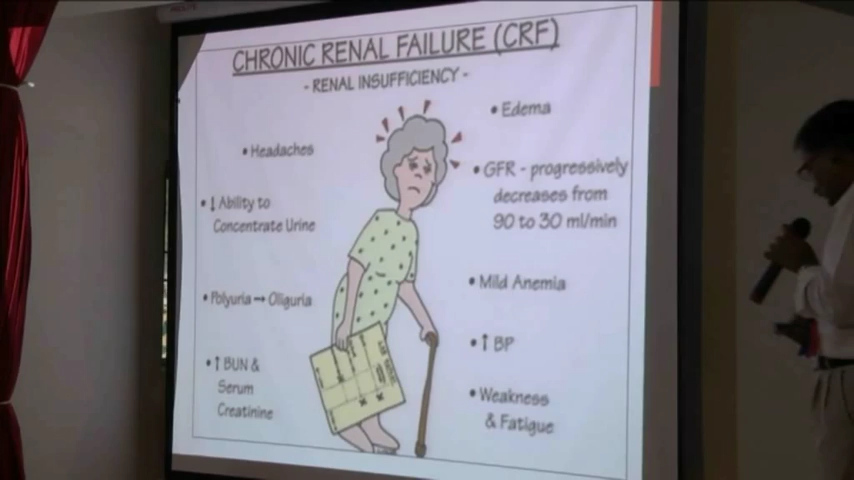 CHRONIC RENAL FAILURE (CRF)
- RENAL INSUFFICIENCY -
• Headaches
• ↓ Ability to
Concentrate Urine
• Polyuria → Oliguria
• ↑ BUN &
Serum
Creatinine
• Edema
• GFR - progressively
decreases from
90 to 30 ml/min
• Mild Anemia
• ↑ BP
• Weakness
& Fatigue